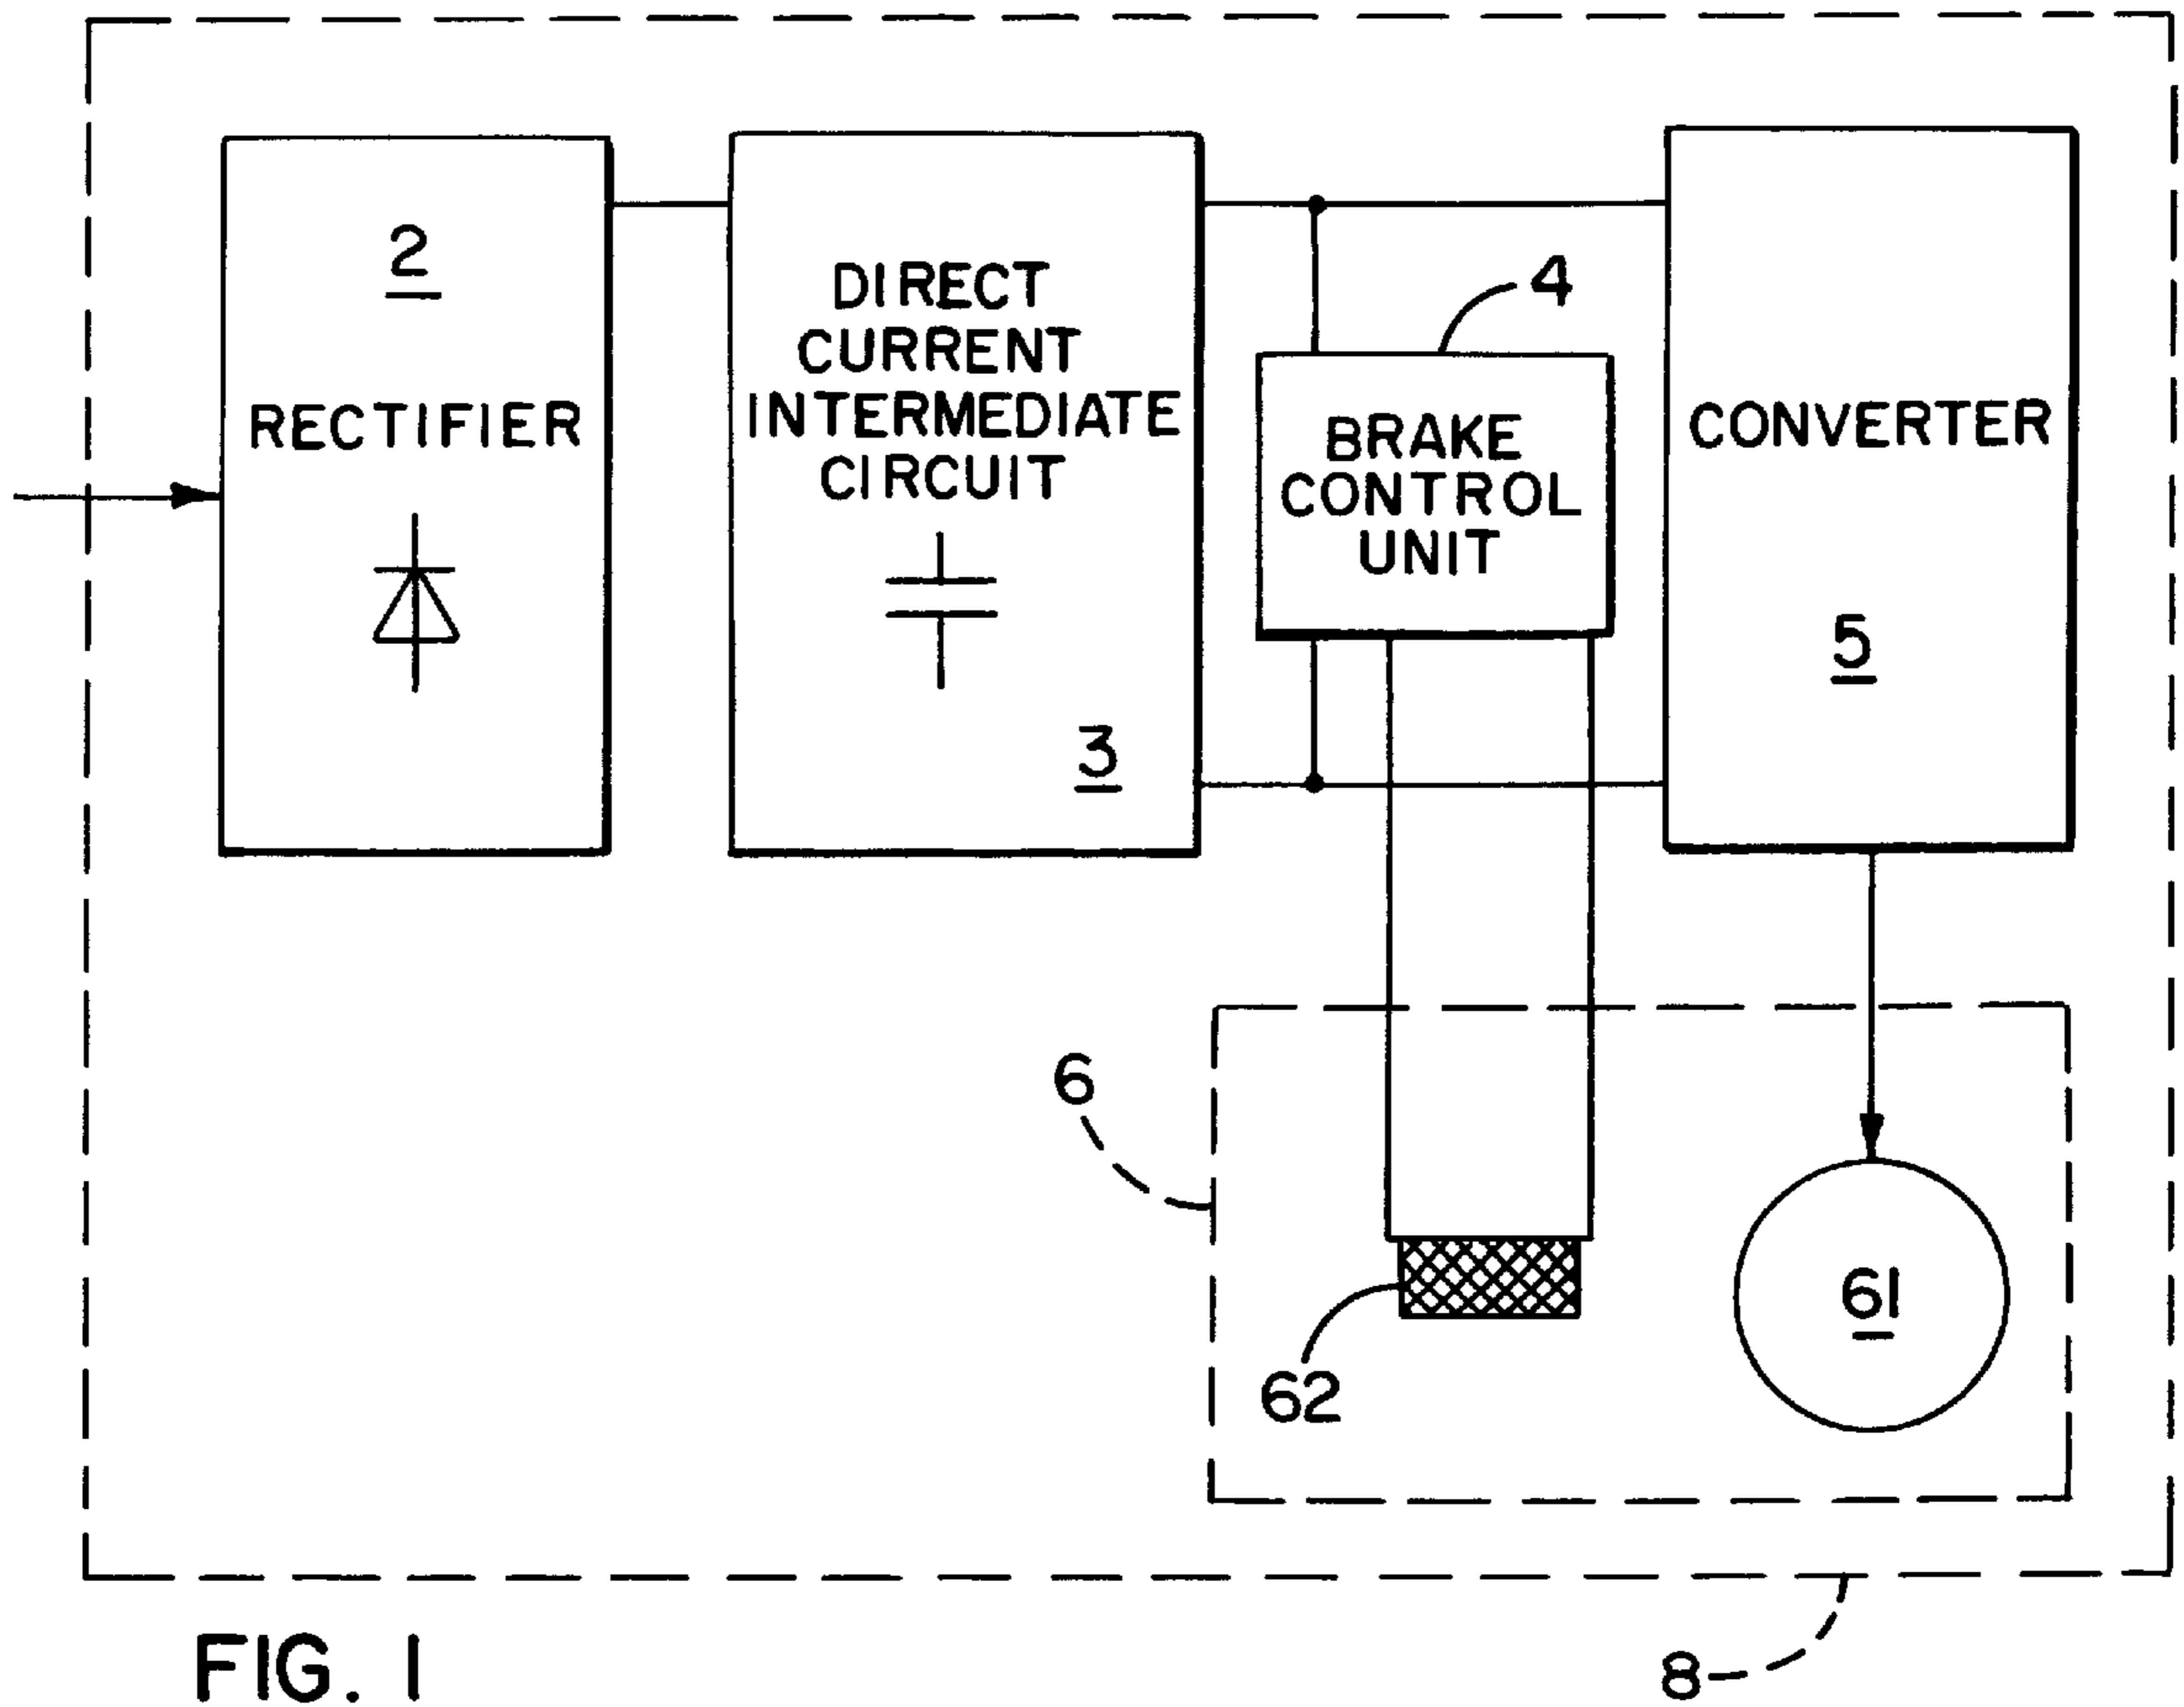 2
RECTIFIER
DIRECT
CURRENT
INTERMEDIATE
CIRCUIT
3
4
BRAKE
CONTROL
UNIT
CONVERTER
5
6
62
61
8
FIG. 1